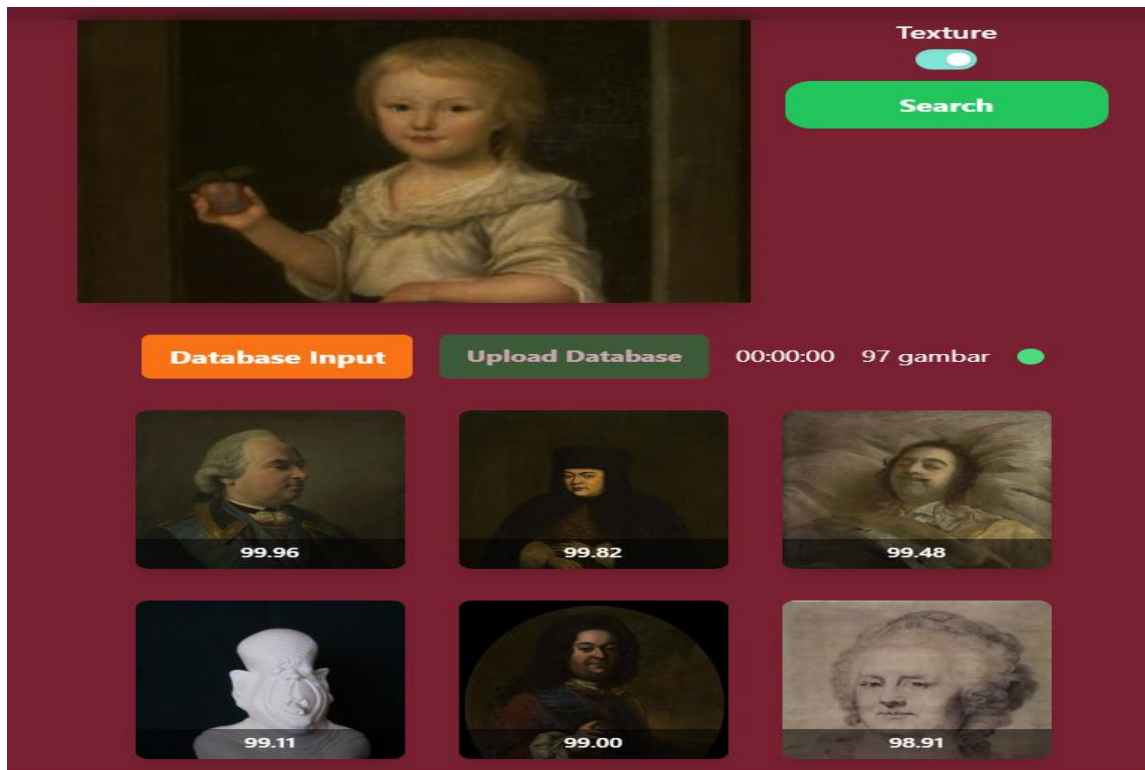 Texture
Search
Database Input
Upload Database
00:00:00
97 gambar
99.96
99.82
99.48
99.11
99.00
98.91